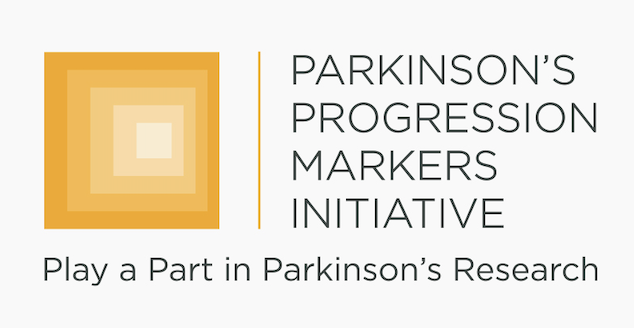 PARKINSON’S
PROGRESSION
MARKERS
INITIATIVE
Play a Part in Parkinson’s Research